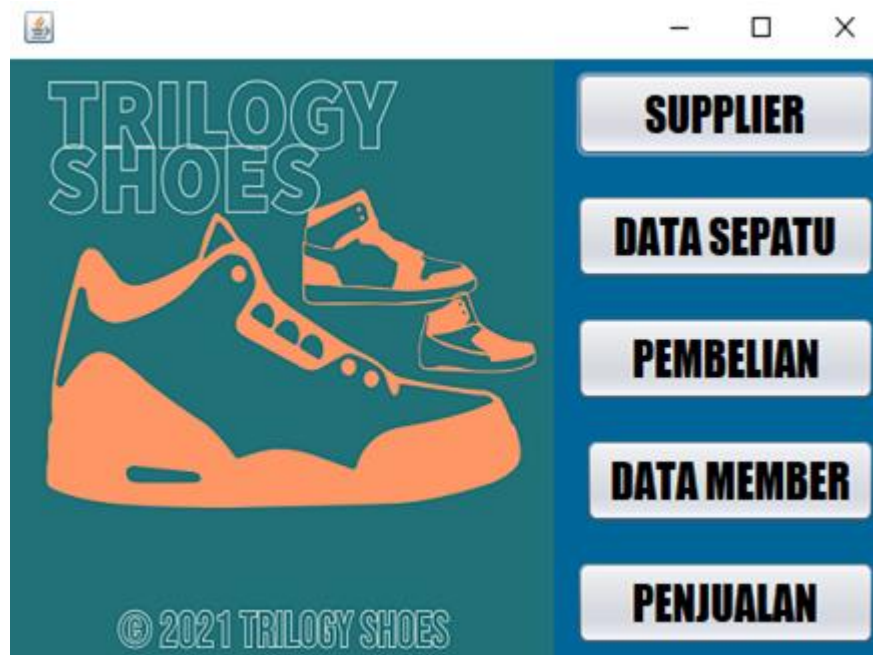 TRILOGY
SHOES
© 2021 TRILOGY SHOES
SUPPLIER
DATA SEPATU
PEMBELIAN
DATA MEMBER
PENJUALAN